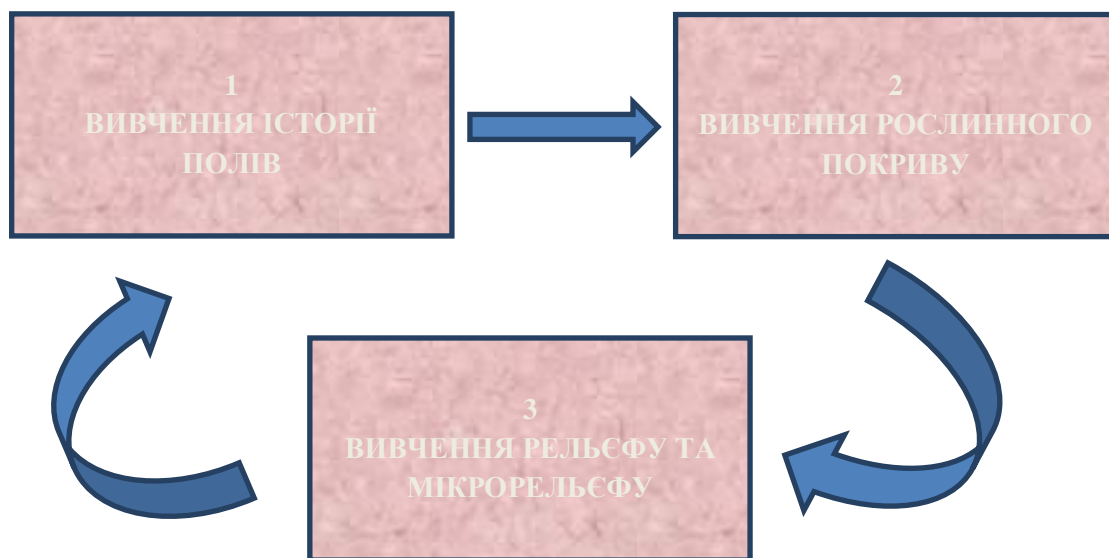 1
ВИВЧЕННЯ ІСТОРІЇ
ПОЛІВ
2
ВИВЧЕННЯ РОСЛИННОГО
ПОКРИВУ
3
ВИВЧЕННЯ РЕЛЬЄФУ ТА
МІКРОРЕЛЬЄФУ